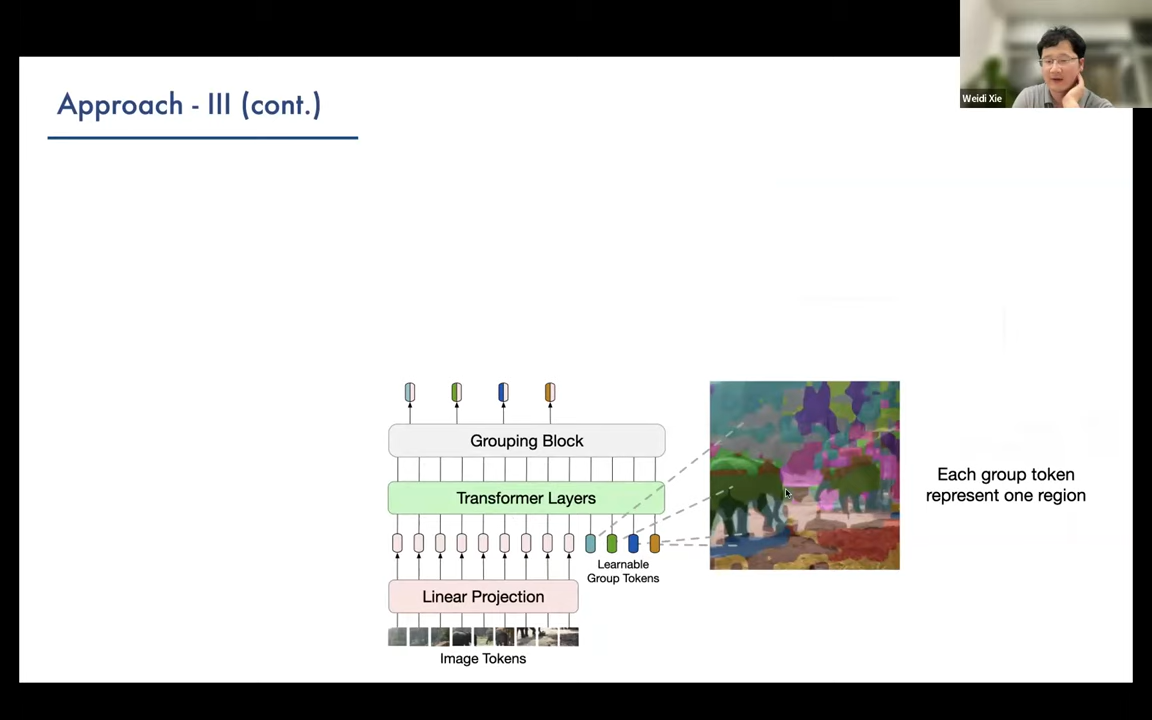 Approach - III (cont.)
Weidi Xie
Grouping Block
Transformer Layers
Each group token
represent one region
Learnable
Group Tokens
Linear Projection
Image Tokens